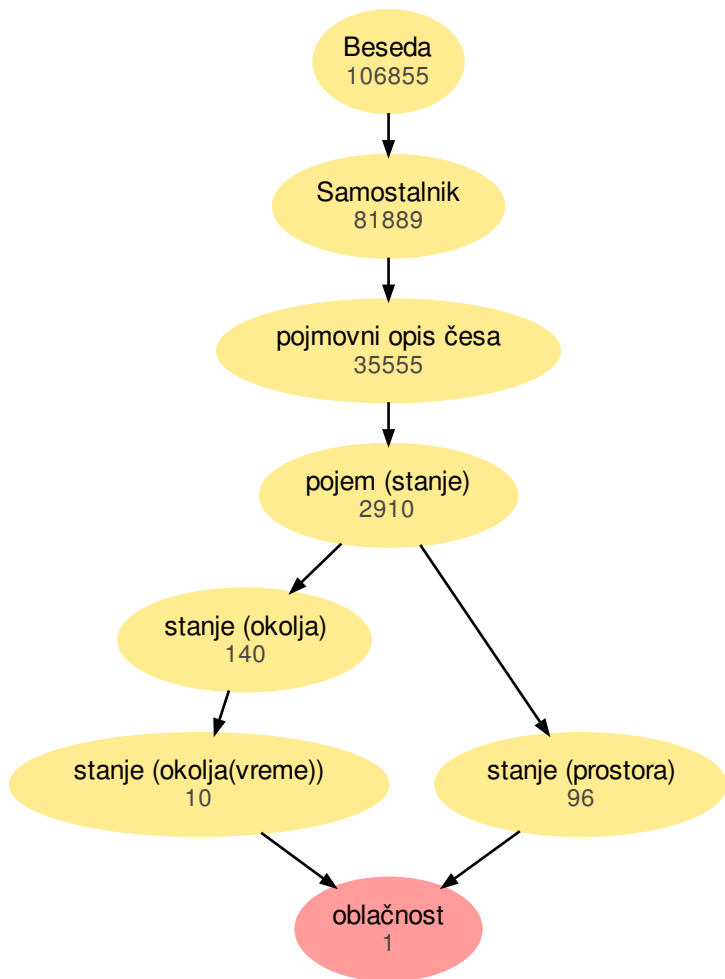 Beseda
106855
Samostalnik
81889
pojmovni opis česa
35555
pojem (stanje)
2910
stanje (okolja)
140
stanje (okolja(vreme))
10
stanje (prostora)
96
oblačnost
1